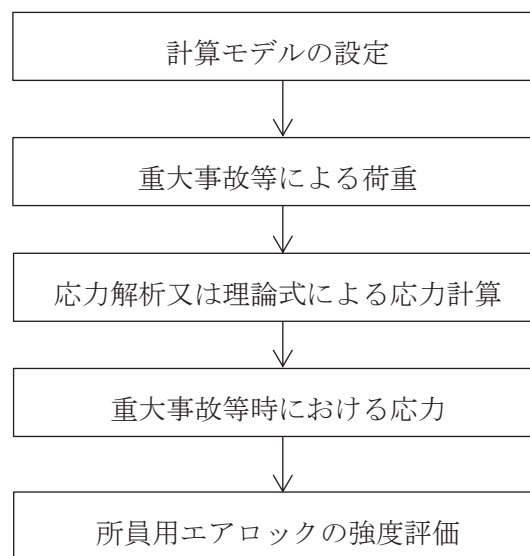 計算モデルの設定
重大事故等による荷重
応力解析又は理論式による応力計算
重大事故等時における応力
所員用エアロックの強度評価